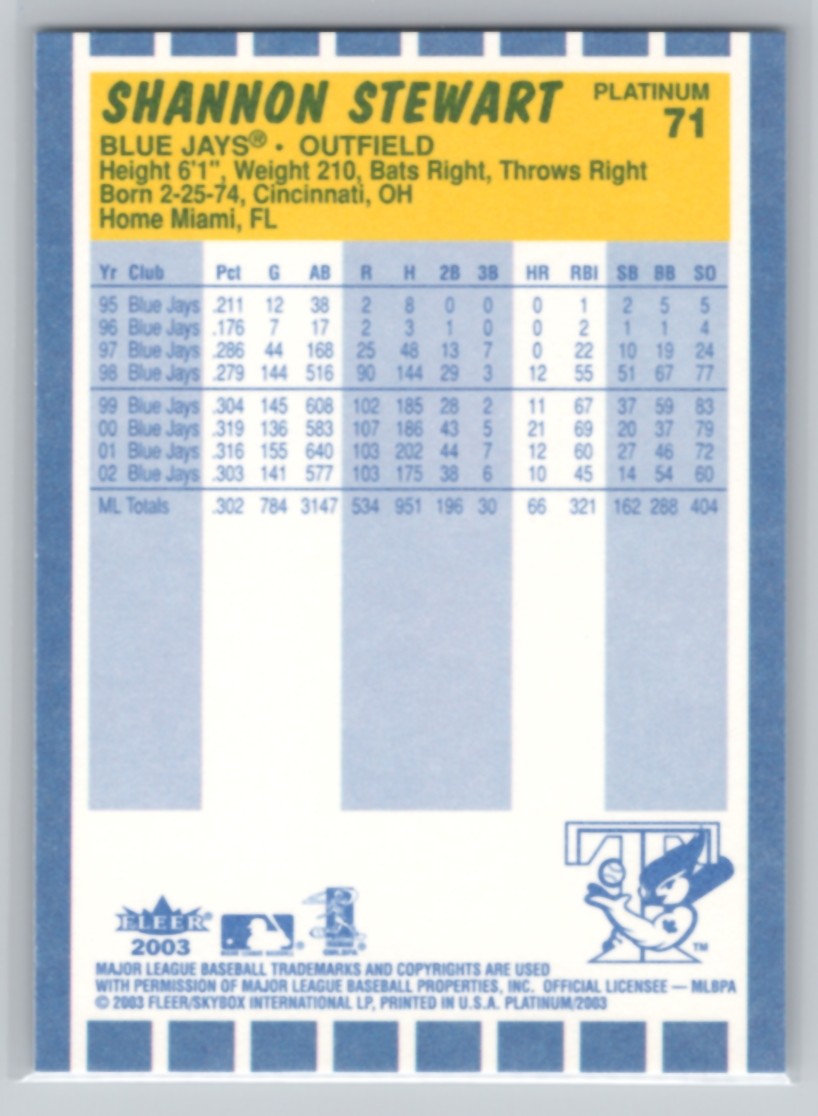 SHANNON STEWART PLATINUM
71
BLUE JAYS® • OUTFIELD
Height 6'1", Weight 210, Bats Right, Throws Right
Born 2-25-74, Cincinnati, OH
Home Miami, FL
Yr Club Pct G AB R H 2B 3B HR RBI SB BB SO
95 Blue Jays .211 12 38 2 8 0 0 0 1 2 5 5
96 Blue Jays .176 7 17 2 3 1 0 0 2 1 1 4
97 Blue Jays .286 44 168 25 48 13 7 0 22 10 19 24
98 Blue Jays .279 144 516 90 144 29 3 12 55 51 67 77
99 Blue Jays .304 145 608 102 185 28 2 11 67 37 59 83
00 Blue Jays .319 136 583 107 186 43 5 21 69 20 37 79
01 Blue Jays .316 155 640 103 202 44 7 12 60 27 46 72
02 Blue Jays .303 141 577 103 175 38 6 10 45 14 54 60
ML Totals .302 784 3147 534 951 196 30 66 321 162 288 404
T
TM
FLEER®
2003
®
®
MAJOR LEAGUE BASEBALL TRADEMARKS AND COPYRIGHTS ARE USED
WITH PERMISSION OF MAJOR LEAGUE BASEBALL PROPERTIES, INC. OFFICIAL LICENSEE — MLBPA
© 2003 FLEER/SKYBOX INTERNATIONAL LP, PRINTED IN U.S.A. PLATINUM/2003